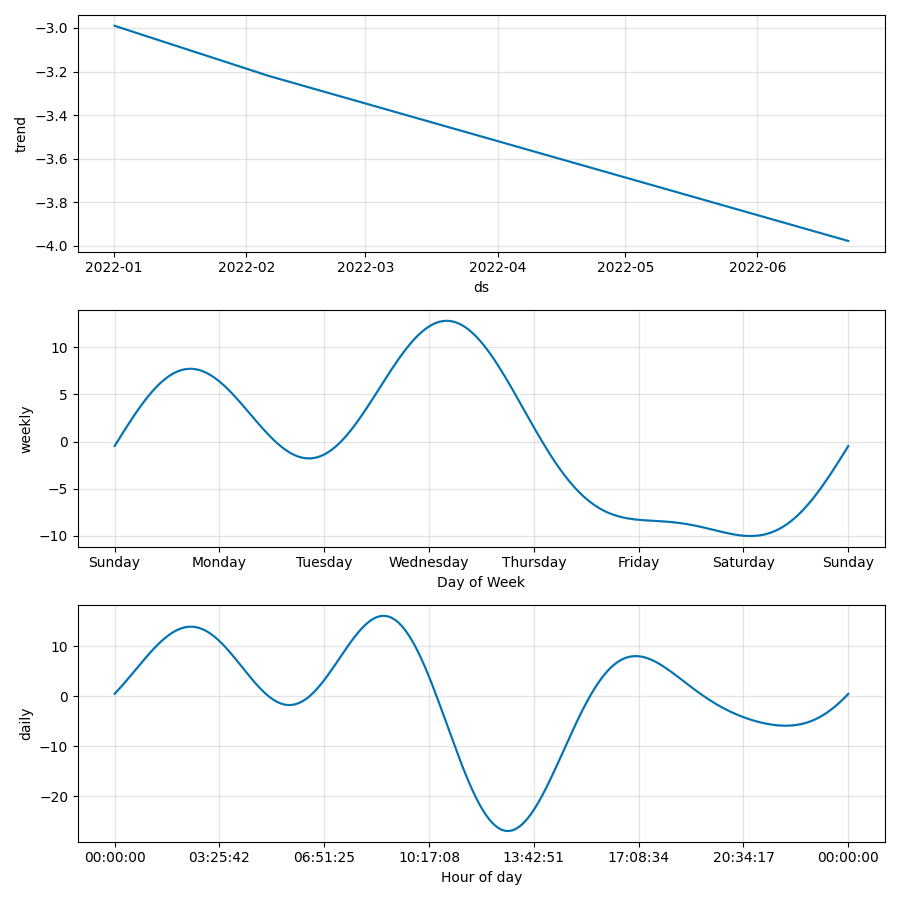 −3.0
−3.2
−3.4
−3.6
−3.8
−4.0
trend
2022-01 2022-02 2022-03 2022-04 2022-05 2022-06
ds
10
5
0
−5
−10
weekly
Sunday Monday Tuesday Wednesday Thursday Friday Saturday Sunday
Day of Week
10
0
−10
−20
daily
00:00:00 03:25:42 06:51:25 10:17:08 13:42:51 17:08:34 20:34:17 00:00:00
Hour of day